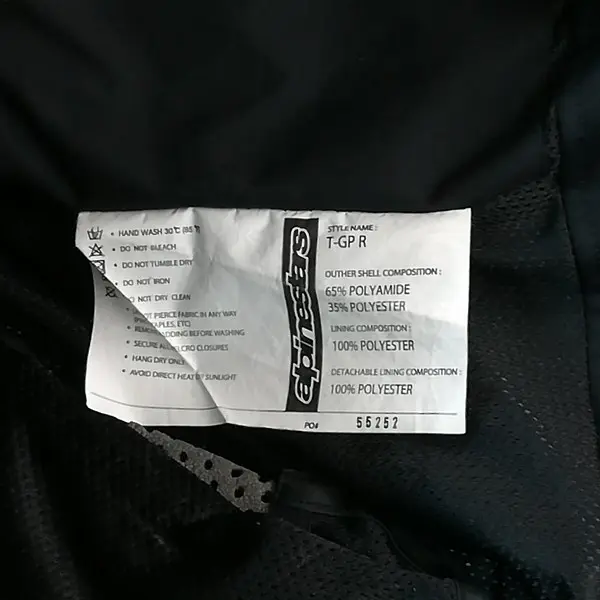 HAND WASH 30°C (85
DO NOT BLEACH
DO NOT TUMBLE DRY
DO NOT IRON
DO NOT DRY CLEAN
NOT PIERCE FABRIC IN ANY WAY
ETC)
PADDING BEFORE WASHING
SECURE CLOSURES
HANG DRY ONLY
AVOID DIRECT HEAT SUNLIGHT
alpinestars
STYLE NAME:
T-GP R
OUTHER SHELL COMPOSITION:
65% POLYAMIDE
35% POLYESTER
LINING COMPOSITION:
100% POLYESTER
DETACHABLE LINING COMPOSITION:
100% POLYESTER
PO# 55252